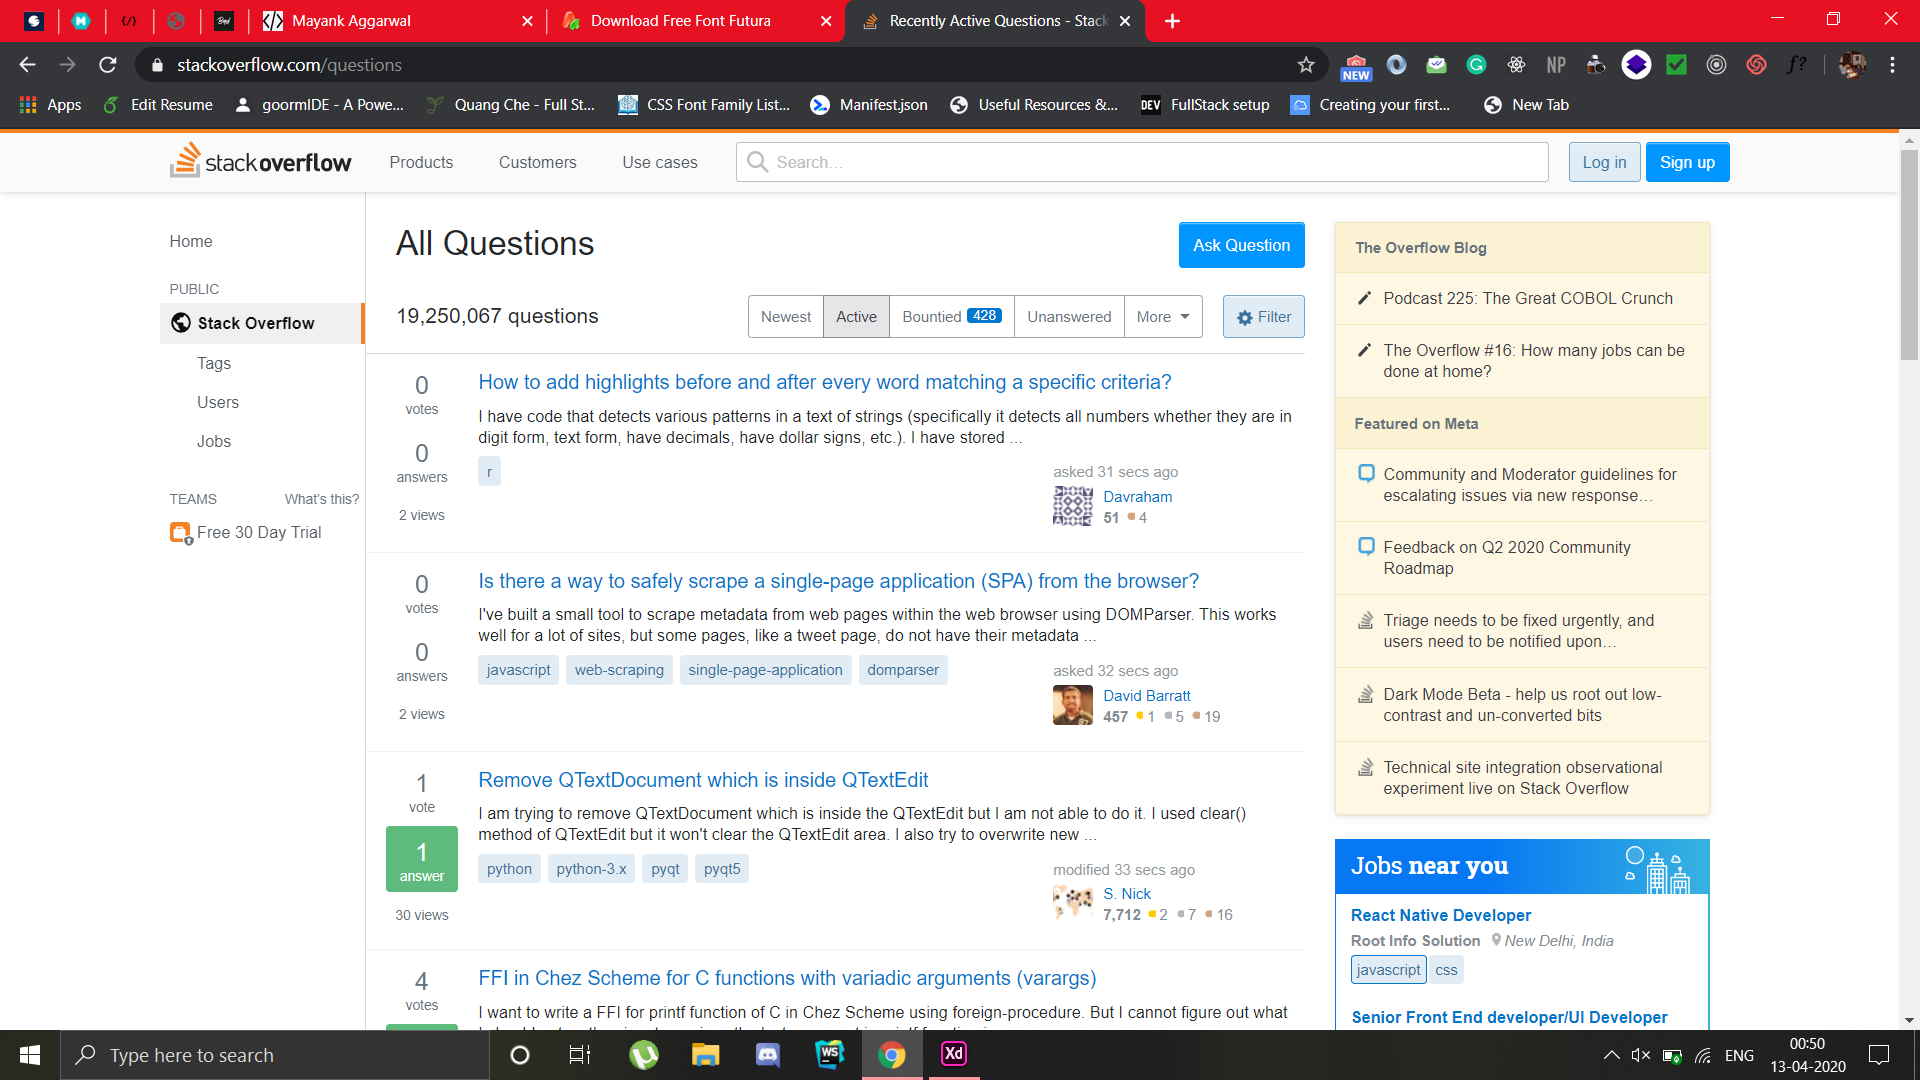 Mayank Aggarwal
Download Free Font Futura
Recently Active Questions - Stack
stackoverflow.com/questions
NEW
NP
f?
Apps
Edit Resume
goormIDE - A Powe...
Quang Che - Full St...
CSS Font Family List...
Manifest.json
Useful Resources &...
DEV FullStack setup
Creating your first...
New Tab
stackoverflow
Products
Customers
Use cases
Search...
Log in
Sign up
Home
PUBLIC
Stack Overflow
Tags
Users
Jobs
TEAMS
What's this?
Free 30 Day Trial
All Questions
Ask Question
19,250,067 questions
Newest
Active
Bountied 428
Unanswered
More
Filter
0
votes
0
answers
2 views
How to add highlights before and after every word matching a specific criteria?
I have code that detects various patterns in a text of strings (specifically it detects all numbers whether they are in
digit form, text form, have decimals, have dollar signs, etc.). I have stored ...
r
asked 31 secs ago
Davraham
51 4
0
votes
0
answers
2 views
Is there a way to safely scrape a single-page application (SPA) from the browser?
I've built a small tool to scrape metadata from web pages within the web browser using DOMParser. This works
well for a lot of sites, but some pages, like a tweet page, do not have their metadata ...
javascript web-scraping single-page-application domparser
asked 32 secs ago
David Barratt
457 1 5 19
1
vote
1
answer
30 views
Remove QTextDocument which is inside QTextEdit
I am trying to remove QTextDocument which is inside the QTextEdit but I am not able to do it. I used clear()
method of QTextEdit but it won't clear the QTextEdit area. I also try to overwrite new ...
python python-3.x pyqt pyqt5
modified 33 secs ago
S. Nick
7,712 2 7 16
4
votes
FFI in Chez Scheme for C functions with variadic arguments (varargs)
I want to write a FFI for printf function of C in Chez Scheme using foreign-procedure. But I cannot figure out what
The Overflow Blog
Podcast 225: The Great COBOL Crunch
The Overflow #16: How many jobs can be
done at home?
Featured on Meta
Community and Moderator guidelines for
escalating issues via new response...
Feedback on Q2 2020 Community
Roadmap
Triage needs to be fixed urgently, and
users need to be notified upon...
Dark Mode Beta - help us root out low-
contrast and un-converted bits
Technical site integration observational
experiment live on Stack Overflow
Jobs near you
React Native Developer
Root Info Solution New Delhi, India
javascript css
Senior Front End developer/UI Developer
Type here to search
WS
Xd
ENG
00:50
13-04-2020